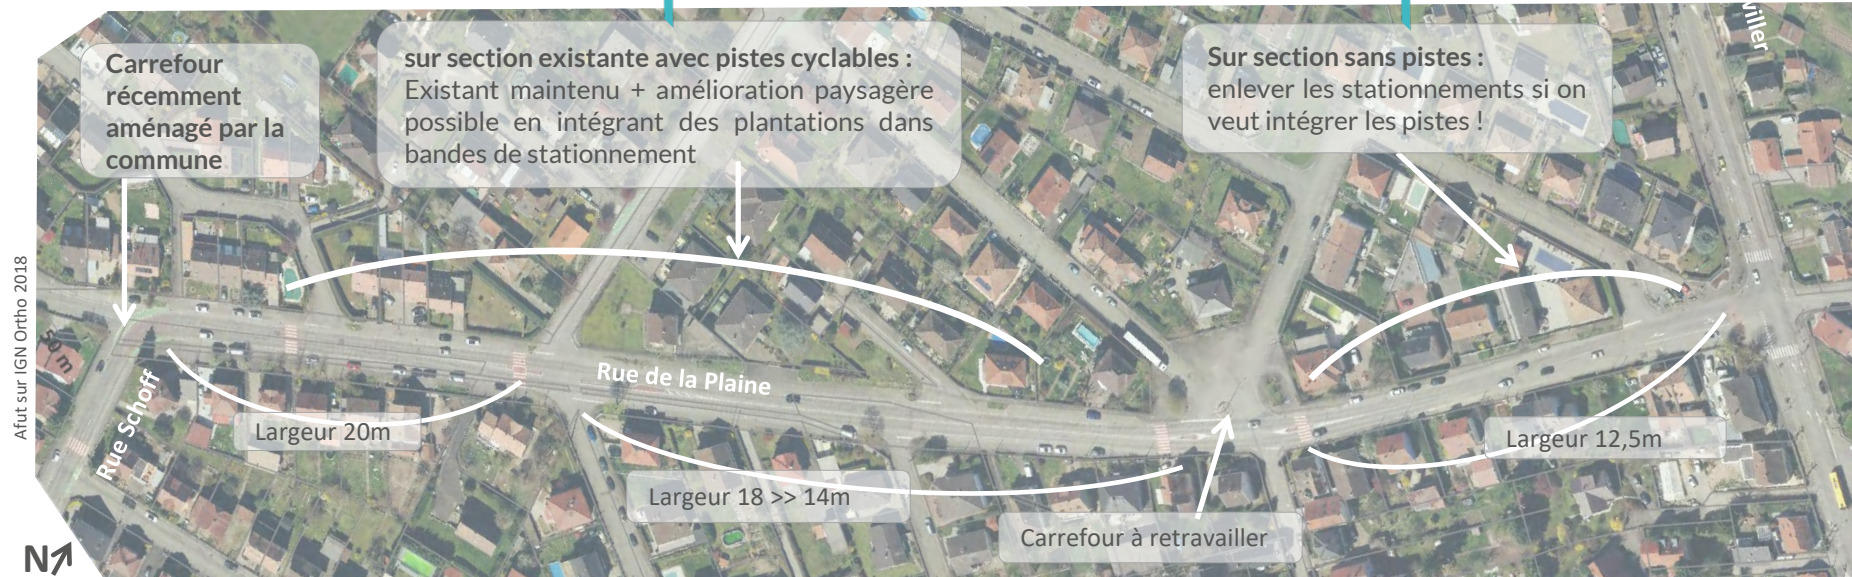 Carrefour
récemment
aménagé par la
commune
sur section existante avec pistes cyclables :
Existant maintenu + amélioration paysagère
possible en intégrant des plantations dans
bandes de stationnement
Sur section sans pistes :
enlever les stationnements si on
veut intégrer les pistes !
willer
Afut sur IGN Ortho 2018
50 m
Rue Schoff
Largeur 20m
Rue de la Plaine
Largeur 18 >> 14m
Carrefour à retravailler
Largeur 12,5m
N